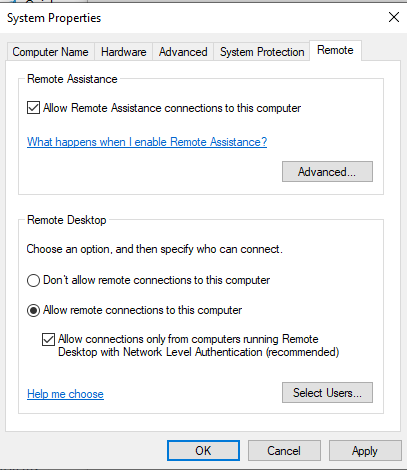 System Properties
Computer Name
Hardware
Advanced
System Protection
Remote
Remote Assistance
Allow Remote Assistance connections to this computer
What happens when I enable Remote Assistance?
Advanced...
Remote Desktop
Choose an option, and then specify who can connect.
Don't allow remote connections to this computer
Allow remote connections to this computer
Allow connections only from computers running Remote
Desktop with Network Level Authentication (recommended)
Help me choose
Select Users...
OK
Cancel
Apply